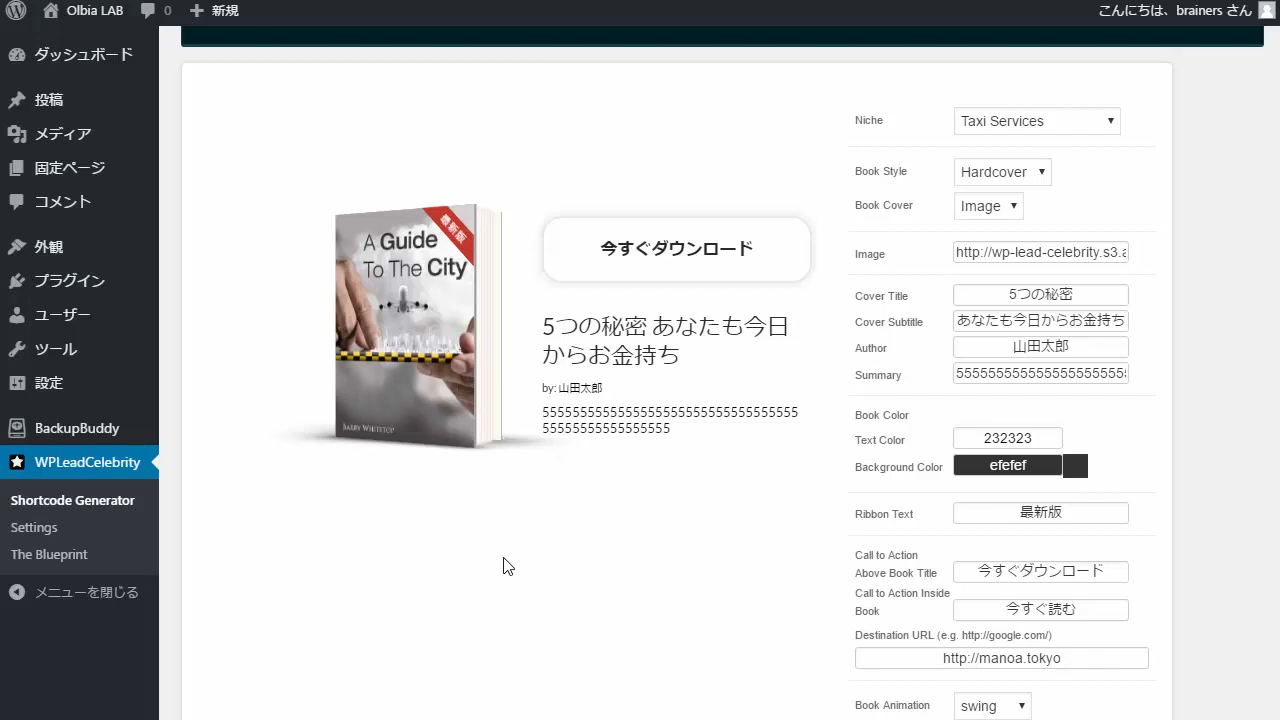 Olbia LAB 0 新規 こんにちは、brainers さん
ダッシュボード
投稿
メディア
固定ページ
コメント
外観
プラグイン
ユーザー
ツール
設定
BackupBuddy
WPLeadCelebrity
Shortcode Generator
Settings
The Blueprint
メニューを閉じる
最新版
A Guide
To The City
BARRY WHITETOP
今すぐダウンロード
5つの秘密 あなたも今日
からお金持ち
by: 山田太郎
Niche Taxi Services
Book Style Hardcover
Book Cover Image
Image http://wp-lead-celebrity.s3.a
Cover Title 5つの秘密
Cover Subtitle あなたも今日からお金持ち
Author 山田太郎
Summary
Book Color
Text Color 232323
Background Color efefef
Ribbon Text 最新版
Call to Action
Above Book Title 今すぐダウンロード
Call to Action Inside
Book 今すぐ読む
Destination URL (e.g. http://google.com/)
http://manoa.tokyo
Book Animation swing